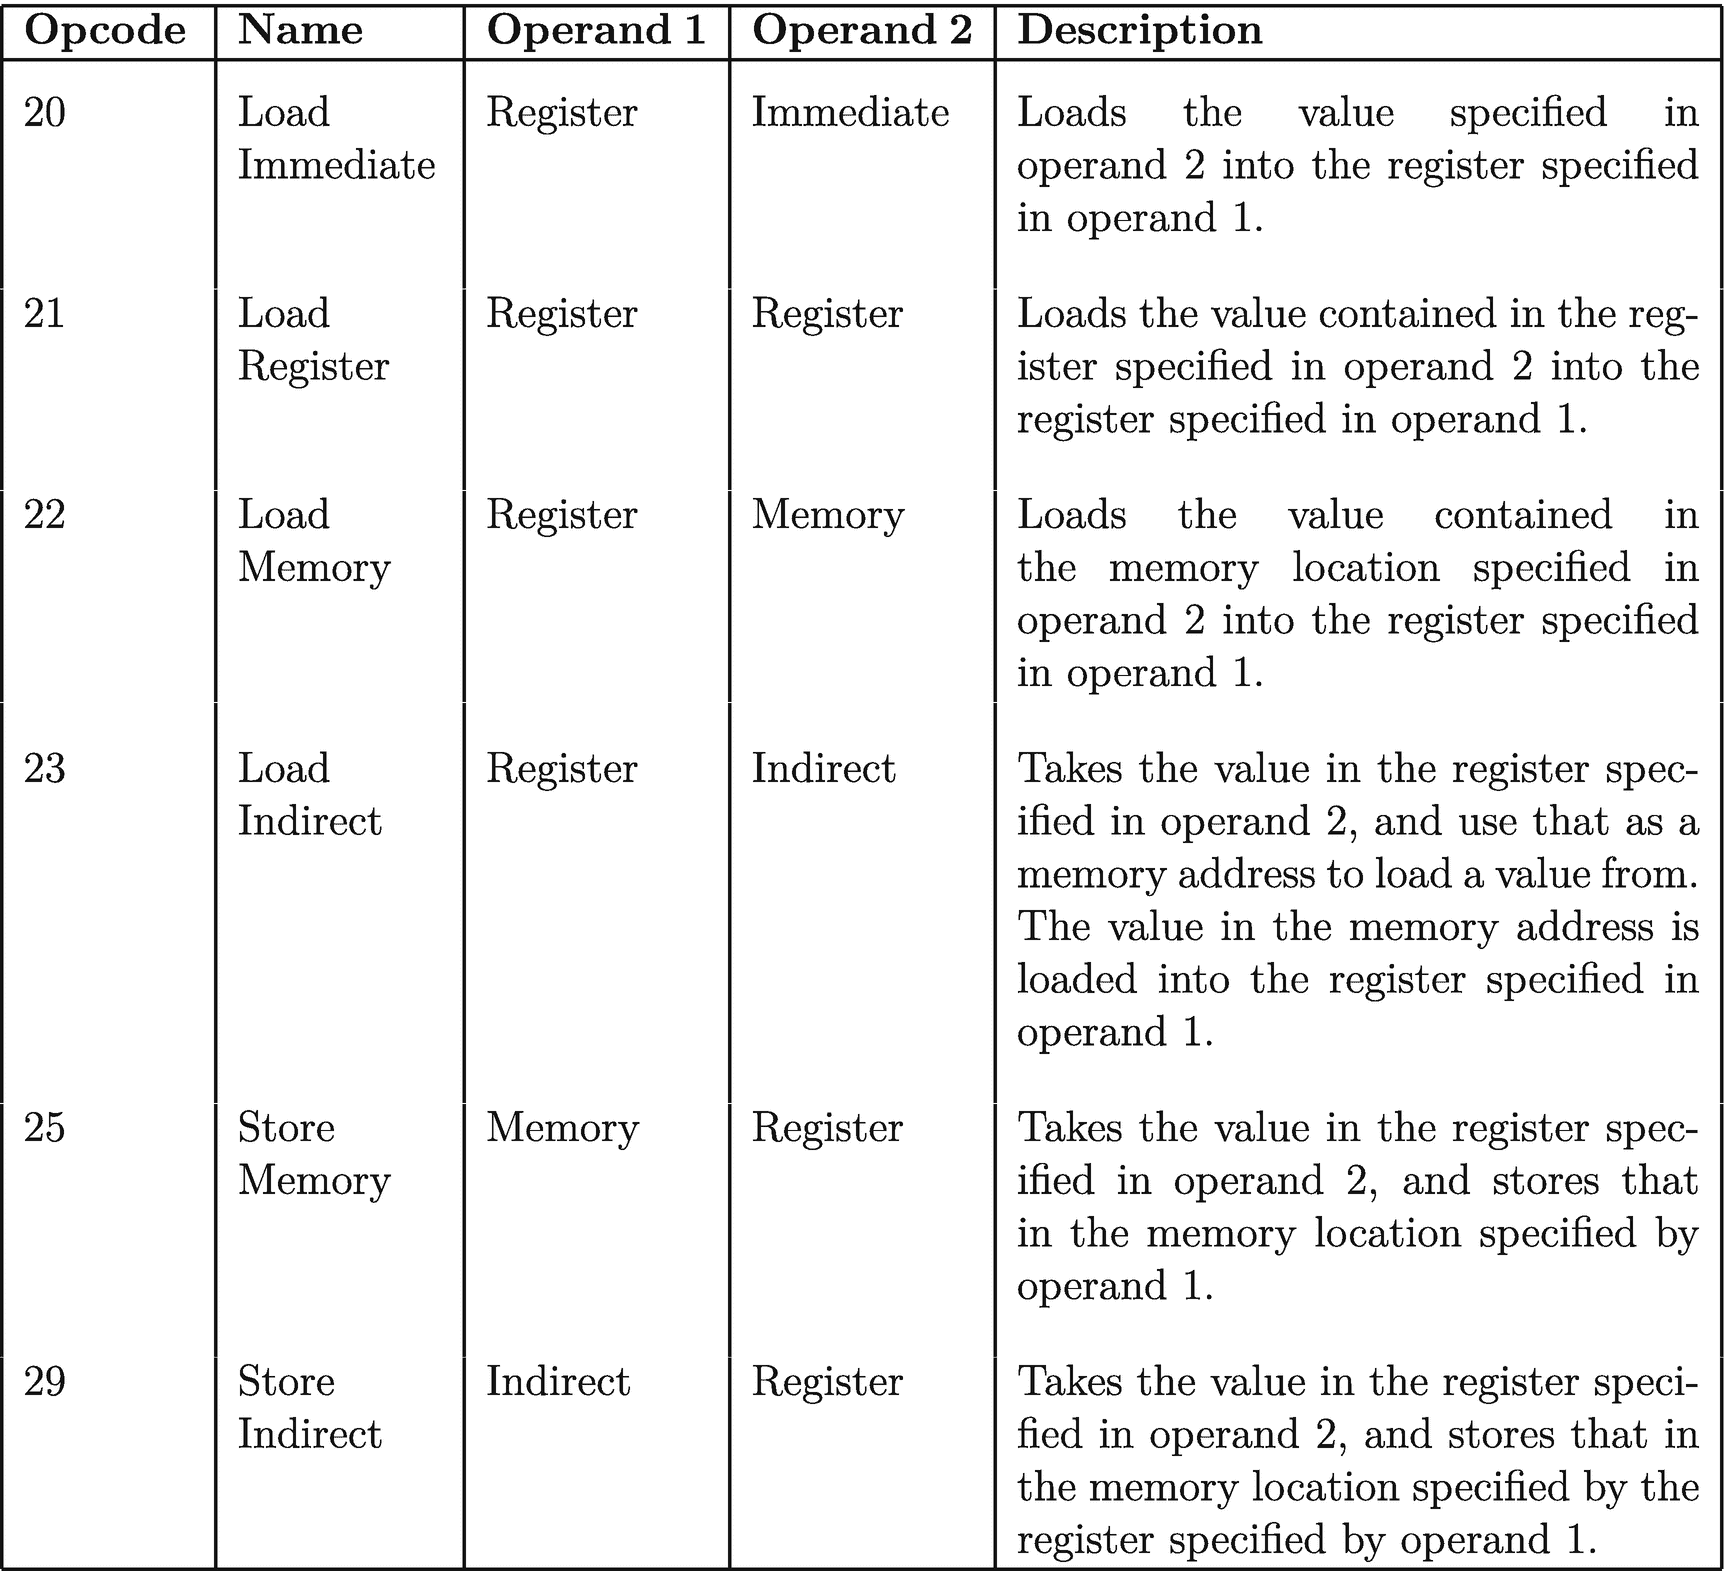 Opcode Name Operand 1 Operand 2 Description
20 Load Register Immediate Loads the value specified in
Immediate operand 2 into the register specified
in operand 1.
21 Load Register Register Loads the value contained in the reg-
Register ister specified in operand 2 into the
register specified in operand 1.
22 Load Register Memory Loads the value contained in
Memory the memory location specified in
operand 2 into the register specified
in operand 1.
23 Load Register Indirect Takes the value in the register spec-
Indirect ified in operand 2, and use that as a
memory address to load a value from.
The value in the memory address is
loaded into the register specified in
operand 1.
25 Store Memory Register Takes the value in the register spec-
Memory ified in operand 2, and stores that
in the memory location specified by
operand 1.
29 Store Indirect Register Takes the value in the register speci-
Indirect fied in operand 2, and stores that in
the memory location specified by the
register specified by operand 1.